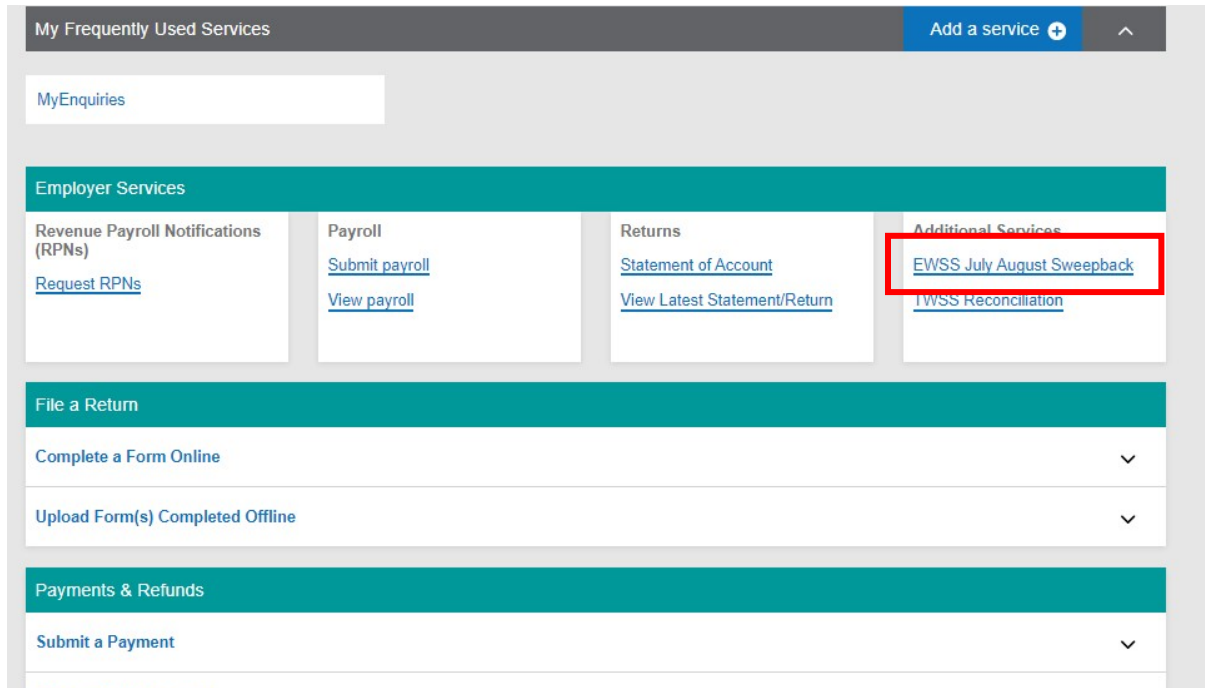 My Frequently Used Services
Add a service
MyEnquiries
Employer Services
Revenue Payroll Notifications
(RPNs)
Request RPNs
Payroll
Submit payroll
View payroll
Returns
Statement of Account
View Latest Statement/Return
Additional Services
EWSS July August Sweepback
TWSS Reconciliation
File a Return
Complete a Form Online
Upload Form(s) Completed Offline
Payments & Refunds
Submit a Payment